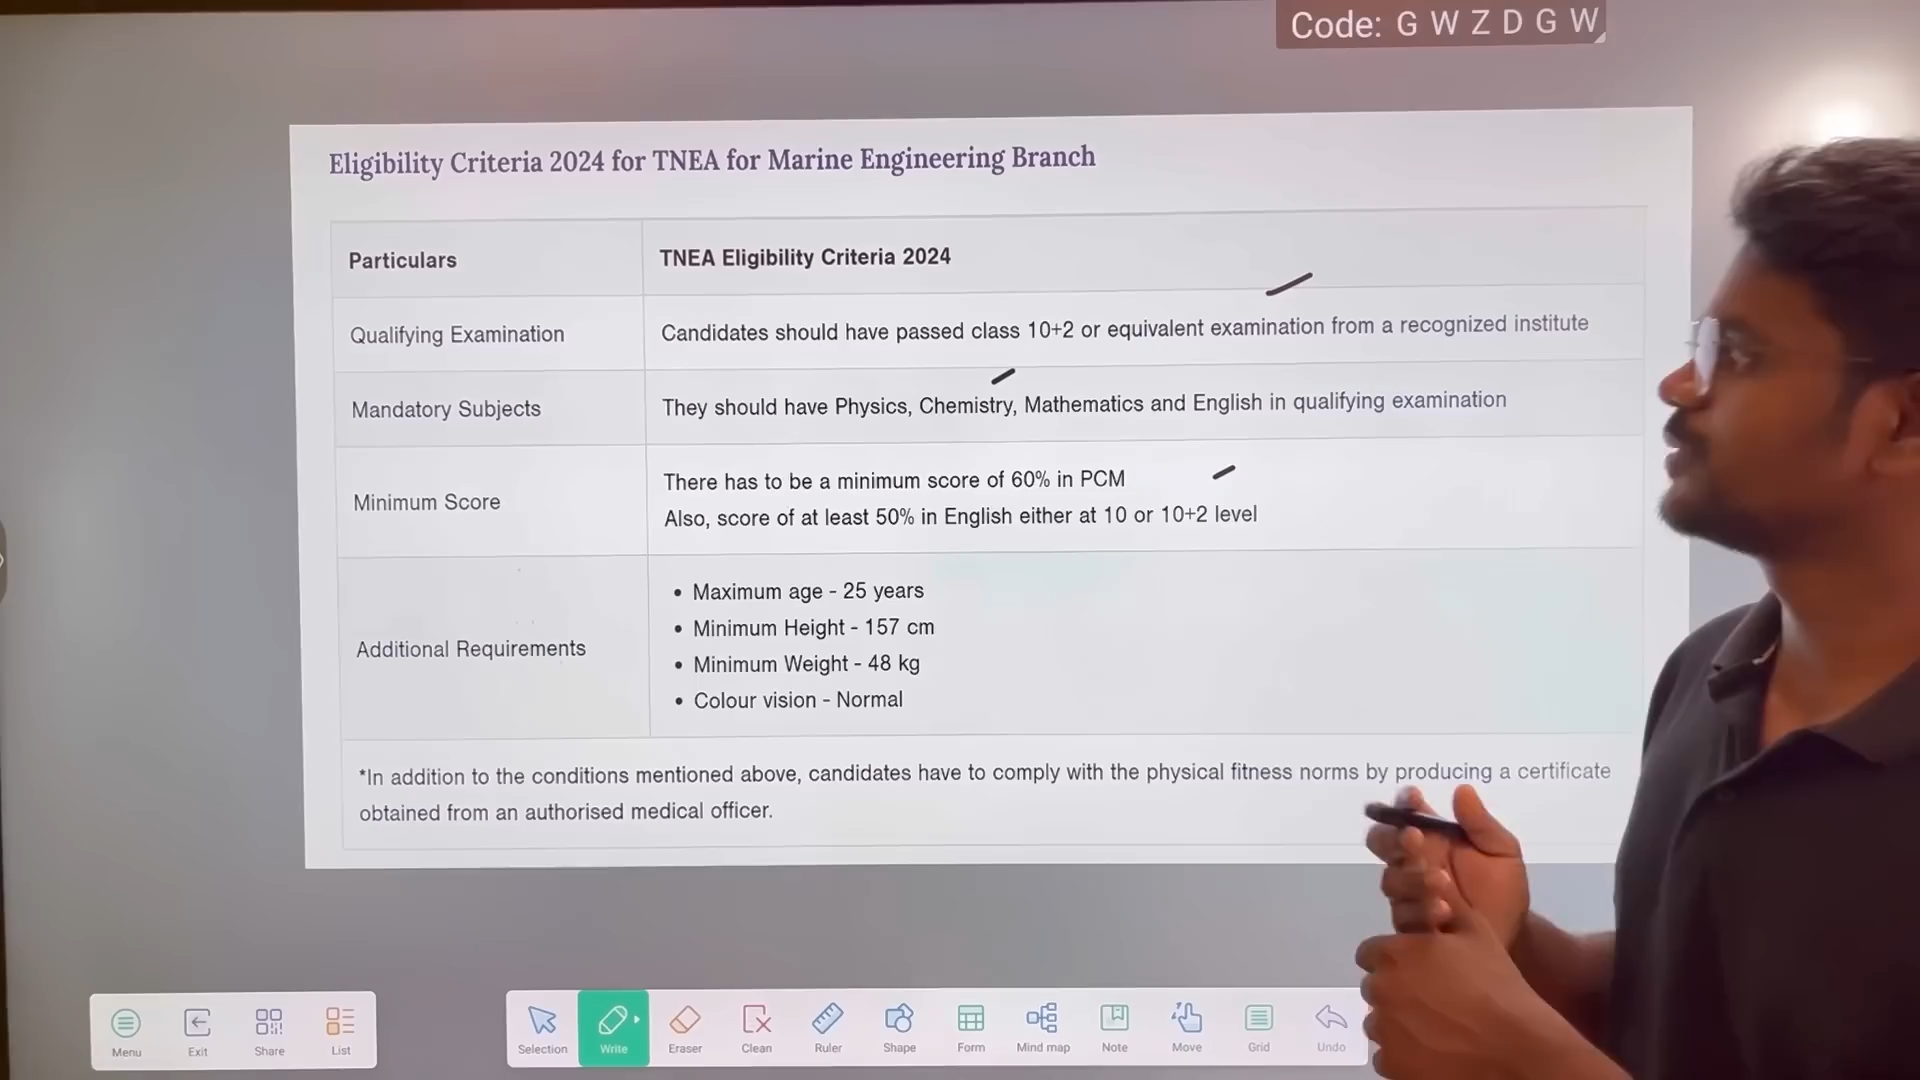 Code: G W Z D G W
Eligibility Criteria 2024 for TNEA for Marine Engineering Branch
Particulars
TNEA Eligibility Criteria 2024
Qualifying Examination
Candidates should have passed class 10+2 or equivalent examination from a recognized institute
Mandatory Subjects
They should have Physics, Chemistry, Mathematics and English in qualifying examination
Minimum Score
There has to be a minimum score of 60% in PCM
Also, score of at least 50% in English either at 10 or 10+2 level
Additional Requirements
• Maximum age - 25 years
• Minimum Height - 157 cm
• Minimum Weight - 48 kg
• Colour vision - Normal
*In addition to the conditions mentioned above, candidates have to comply with the physical fitness norms by producing a certificate
obtained from an authorised medical officer.
Menu
Exit
Share
List
Selection
Write
Eraser
Clean
Ruler
Shape
Form
Mind map
Note
Move
Grid
Undo